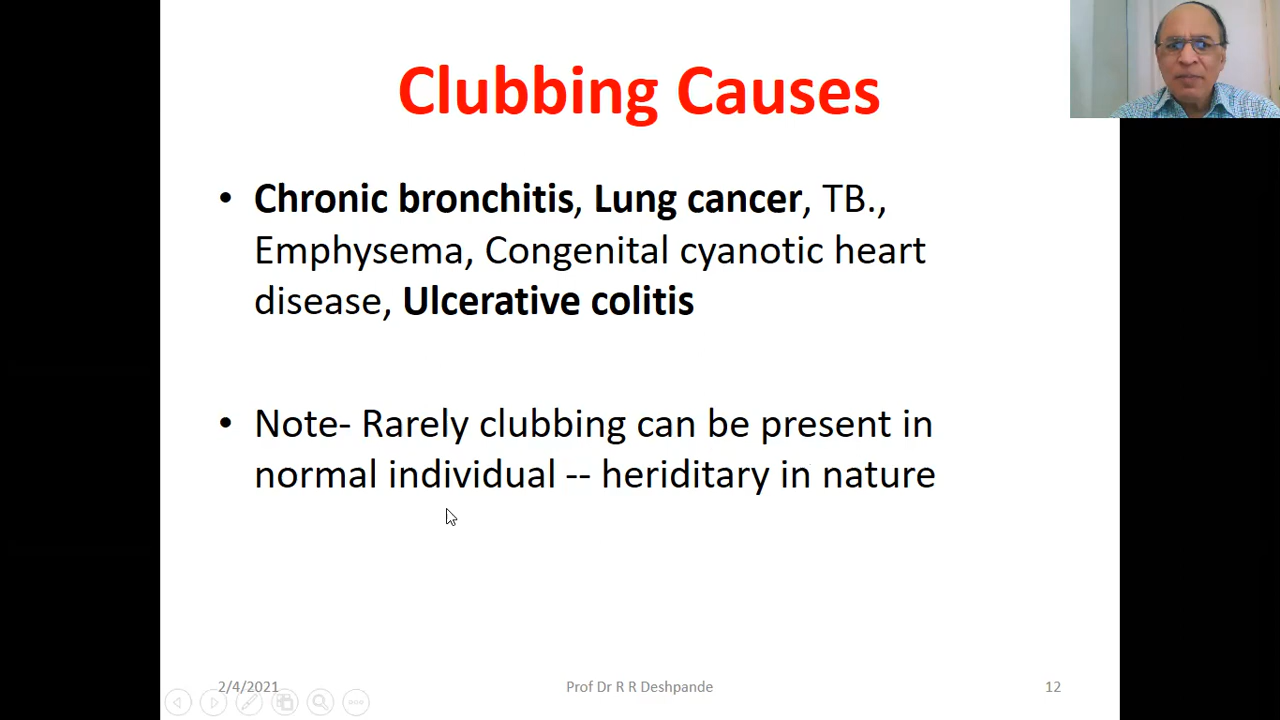 Clubbing Causes
• Chronic bronchitis, Lung cancer, TB.,
Emphysema, Congenital cyanotic heart
disease, Ulcerative colitis
• Note- Rarely clubbing can be present in
normal individual -- heriditary in nature
2/4/2021
Prof Dr R R Deshpande
12